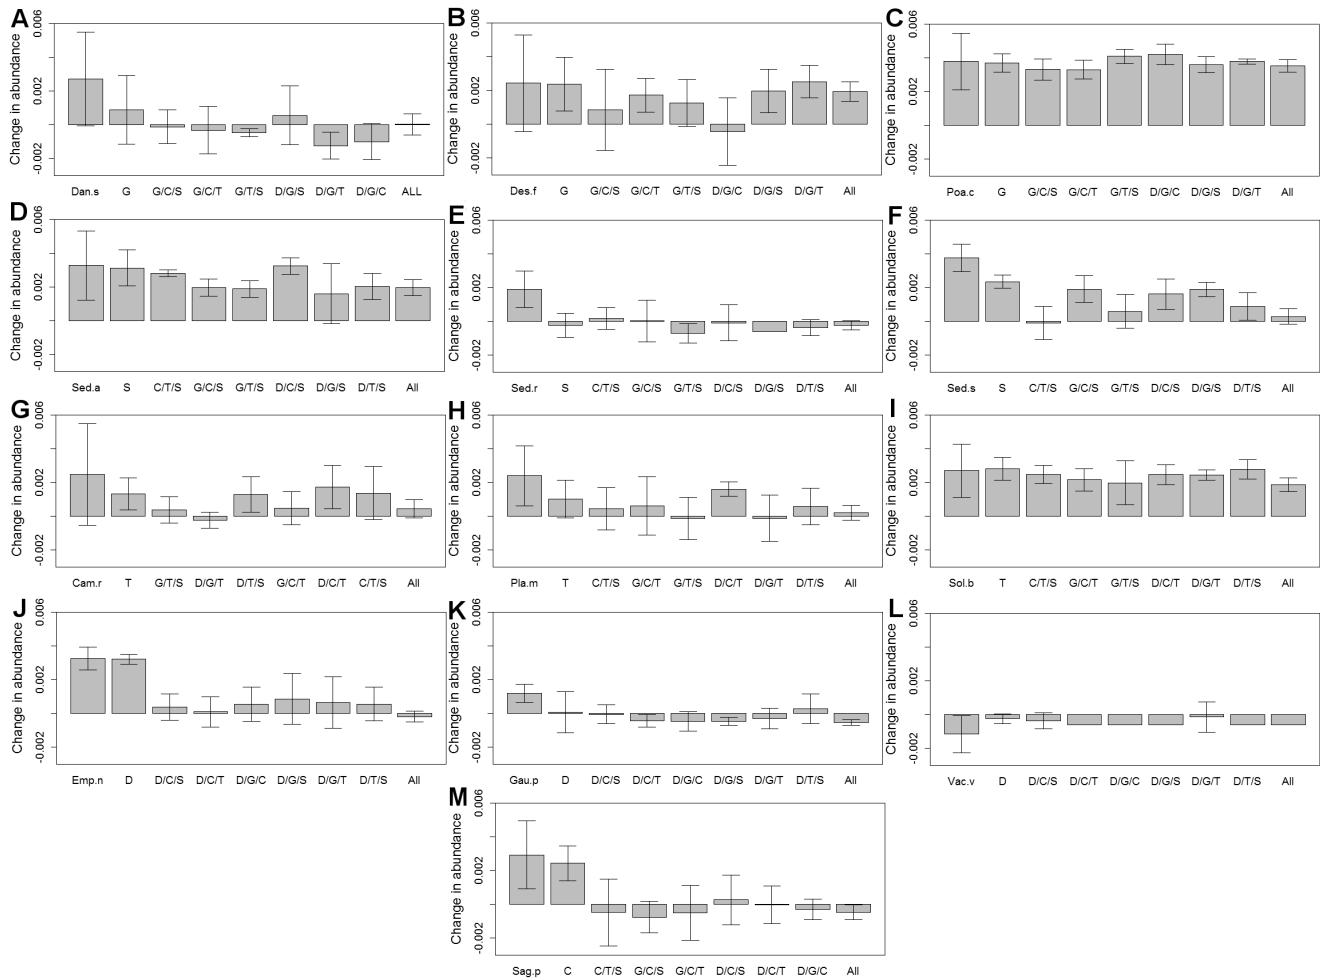 A
Change in abundance
0.006
0.002
-0.002
Dan.s G G/C/S G/C/T G/T/S D/G/S D/G/T D/G/C ALL
B
Change in abundance
0.006
0.002
-0.002
Des.f G G/C/S G/C/T G/T/S D/G/C D/G/S D/G/T All
C
Change in abundance
0.006
0.002
-0.002
Poa.c G G/C/S G/C/T G/T/S D/G/C D/G/S D/G/T All
D
Change in abundance
0.006
0.002
-0.002
Sed.a S C/T/S G/C/S G/T/S D/C/S D/G/S D/T/S All
E
Change in abundance
0.006
0.002
-0.002
Sed.r S C/T/S G/C/S G/T/S D/C/S D/G/S D/T/S All
F
Change in abundance
0.006
0.002
-0.002
Sed.s S C/T/S G/C/S G/T/S D/C/S D/G/S D/T/S All
G
Change in abundance
0.006
0.002
-0.002
Cam.r T G/T/S D/G/T D/T/S G/C/T D/C/T C/T/S All
H
Change in abundance
0.006
0.002
-0.002
Pla.m T C/T/S G/C/T G/T/S D/C/T D/G/T D/T/S All
I
Change in abundance
0.006
0.002
-0.002
Sol.b T C/T/S G/C/T G/T/S D/C/T D/G/T D/T/S All
J
Change in abundance
0.006
0.002
-0.002
Emp.n D D/C/S D/C/T D/G/C D/G/S D/G/T D/T/S All
K
Change in abundance
0.006
0.002
-0.002
Gau.p D D/C/S D/C/T D/G/C D/G/S D/G/T D/T/S All
L
Change in abundance
0.006
0.002
-0.002
Vac.v D D/C/S D/C/T D/G/C D/G/S D/G/T D/T/S All
M
Change in abundance
0.006
0.002
-0.002
Sag.p C C/T/S G/C/S G/C/T D/C/S D/C/T D/G/C All